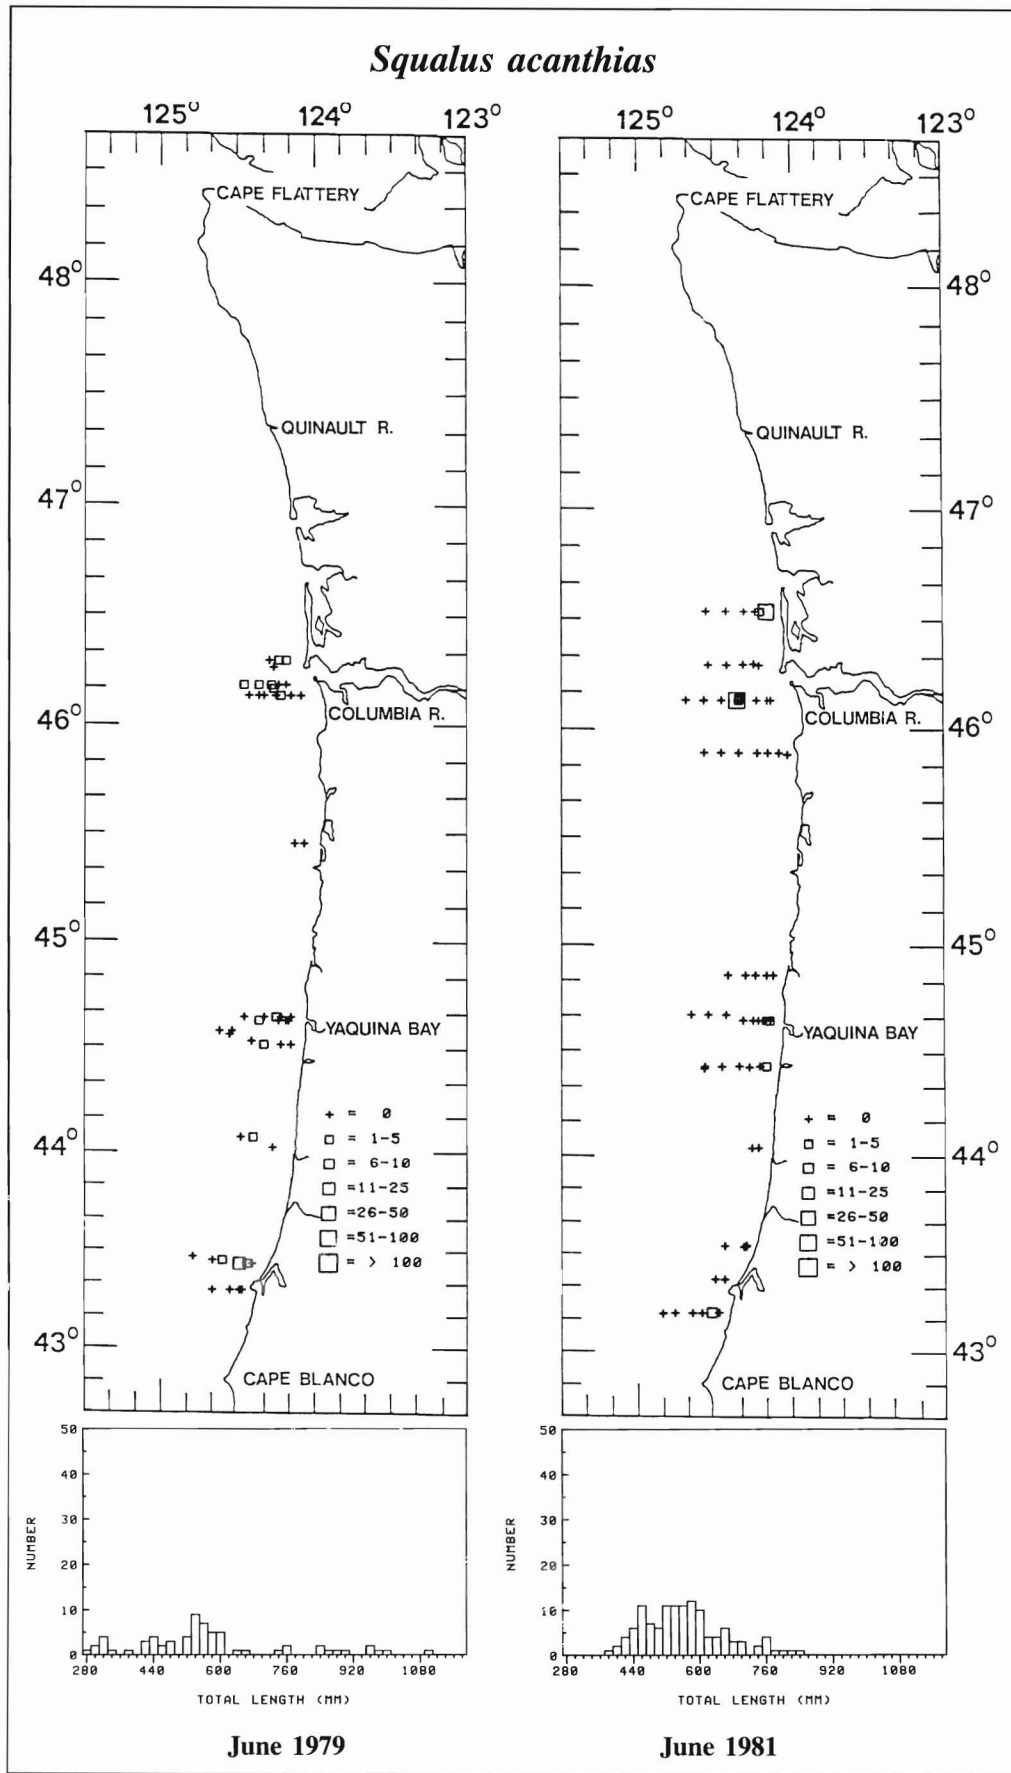 Squalus acanthias
125° 124° 123°
CAPE FLATTERY
48°
QUINAULT R.
47°
46°
COLUMBIA R.
45°
YAQUINA BAY
+ = 0
□ = 1-5
□ = 6-10
□ =11-25
□ =26-50
□ =51-100
□ = > 100
44°
43°
CAPE BLANCO
125° 124° 123°
CAPE FLATTERY
48°
QUINAULT R.
47°
COLUMBIA R.
46°
45°
YAQUINA BAY
+ = 0
□ = 1-5
□ = 6-10
□ =11-25
□ =26-50
□ =51-100
□ = > 100
44°
43°
CAPE BLANCO
50
40
30
20
10
0
NUMBER
280 440 600 760 920 1080
TOTAL LENGTH (MM)
June 1979
50
40
30
20
10
0
NUMBER
280 440 600 760 920 1080
TOTAL LENGTH (MM)
June 1981